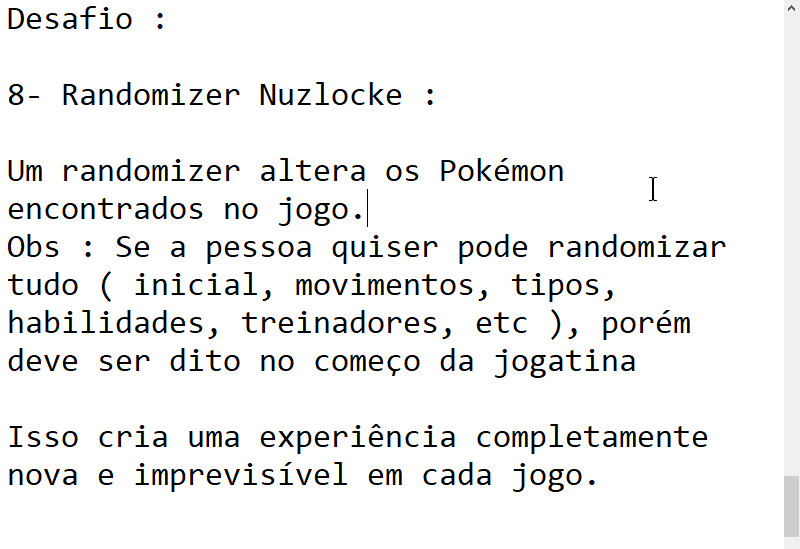 Desafio :
8- Randomizer Nuzlocke :
Um randomizer altera os Pokémon
encontrados no jogo.
Obs : Se a pessoa quiser pode randomizar
tudo ( inicial, movimentos, tipos,
habilidades, treinadores, etc ), porém
deve ser dito no começo da jogatina
Isso cria uma experiência completamente
nova e imprevisível em cada jogo.